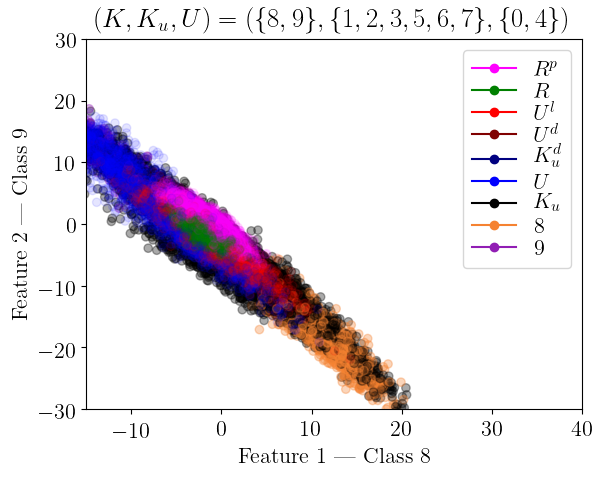 (K, K_u, U) = ({8, 9}, {1, 2, 3, 5, 6, 7}, {0, 4})
30
20
10
0
−10
−20
−30
Feature 2 — Class 9
R^p
R
U^l
U^d
K_u^d
U
K_u
8
9
−10
0
10
20
30
40
Feature 1 — Class 8